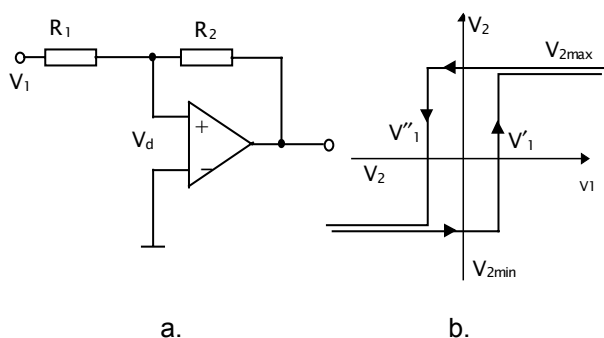 R1 R2
V1
Vd
+
−
V2
V2max
V″1 V′1
V2 V1
V2min
a. b.